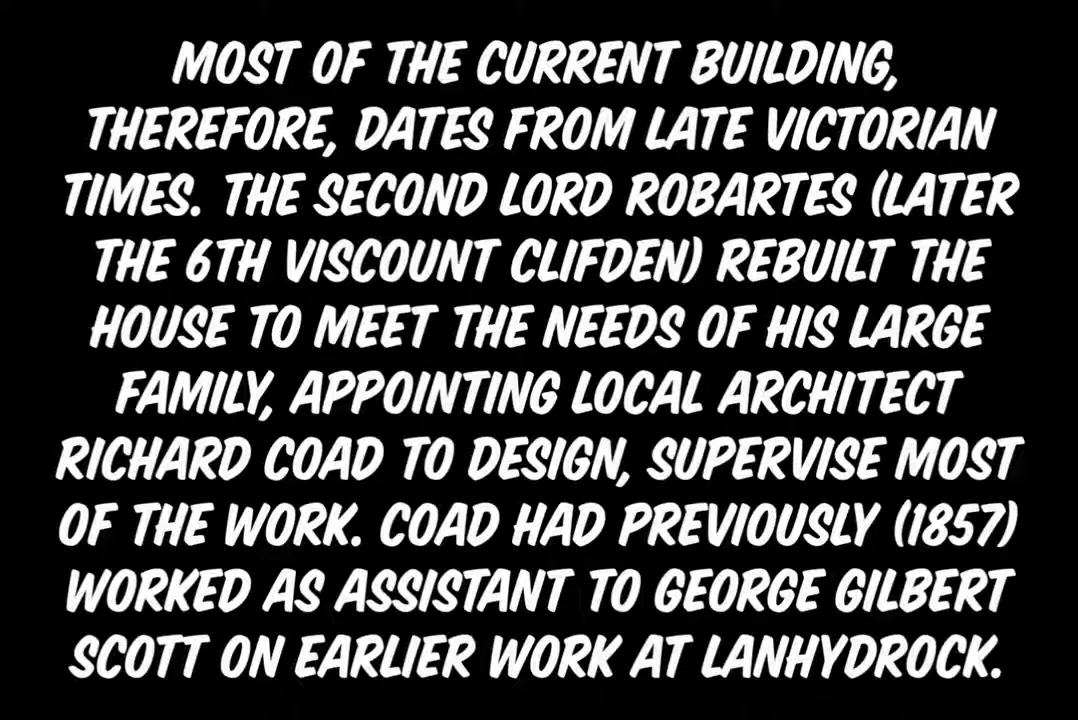 MOST OF THE CURRENT BUILDING,
THEREFORE, DATES FROM LATE VICTORIAN
TIMES. THE SECOND LORD ROBARTES (LATER
THE 6TH VISCOUNT CLIFDEN) REBUILT THE
HOUSE TO MEET THE NEEDS OF HIS LARGE
FAMILY, APPOINTING LOCAL ARCHITECT
RICHARD COAD TO DESIGN, SUPERVISE MOST
OF THE WORK. COAD HAD PREVIOUSLY (1857)
WORKED AS ASSISTANT TO GEORGE GILBERT
SCOTT ON EARLIER WORK AT LANHYDROCK.